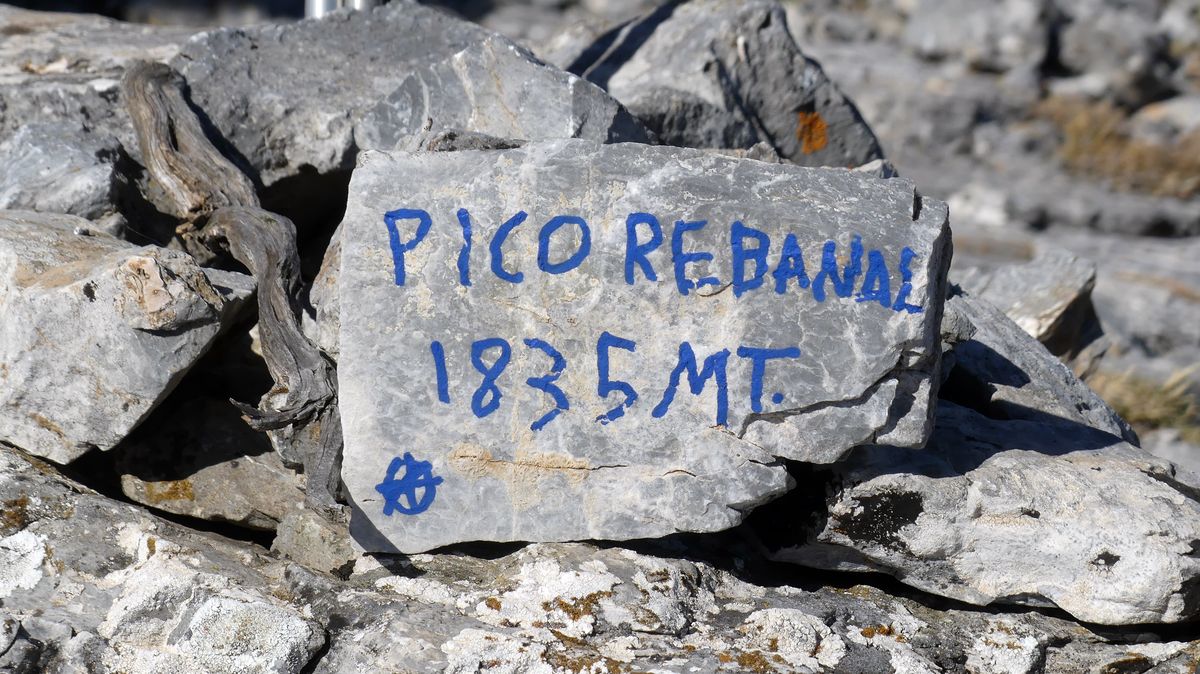 PICO REBANAL
1835 MT.